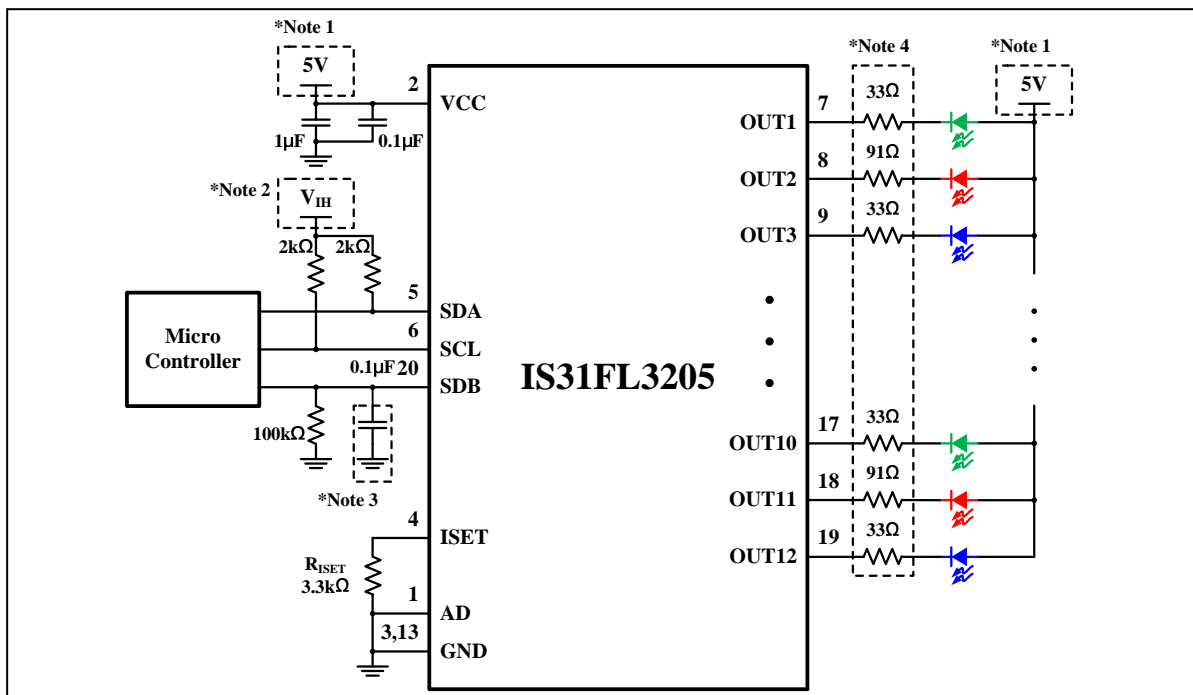 *Note 1
5V
2
VCC
1µF
0.1µF
*Note 2
VIH
2kΩ
2kΩ
Micro
Controller
5
SDA
6
SCL
0.1µF
20
SDB
100kΩ
*Note 3
4
ISET
RISET
3.3kΩ
1
AD
3,13
GND
IS31FL3205
*Note 4
*Note 1
5V
7
33Ω
OUT1
8
91Ω
OUT2
9
33Ω
OUT3
17
33Ω
OUT10
18
91Ω
OUT11
19
33Ω
OUT12